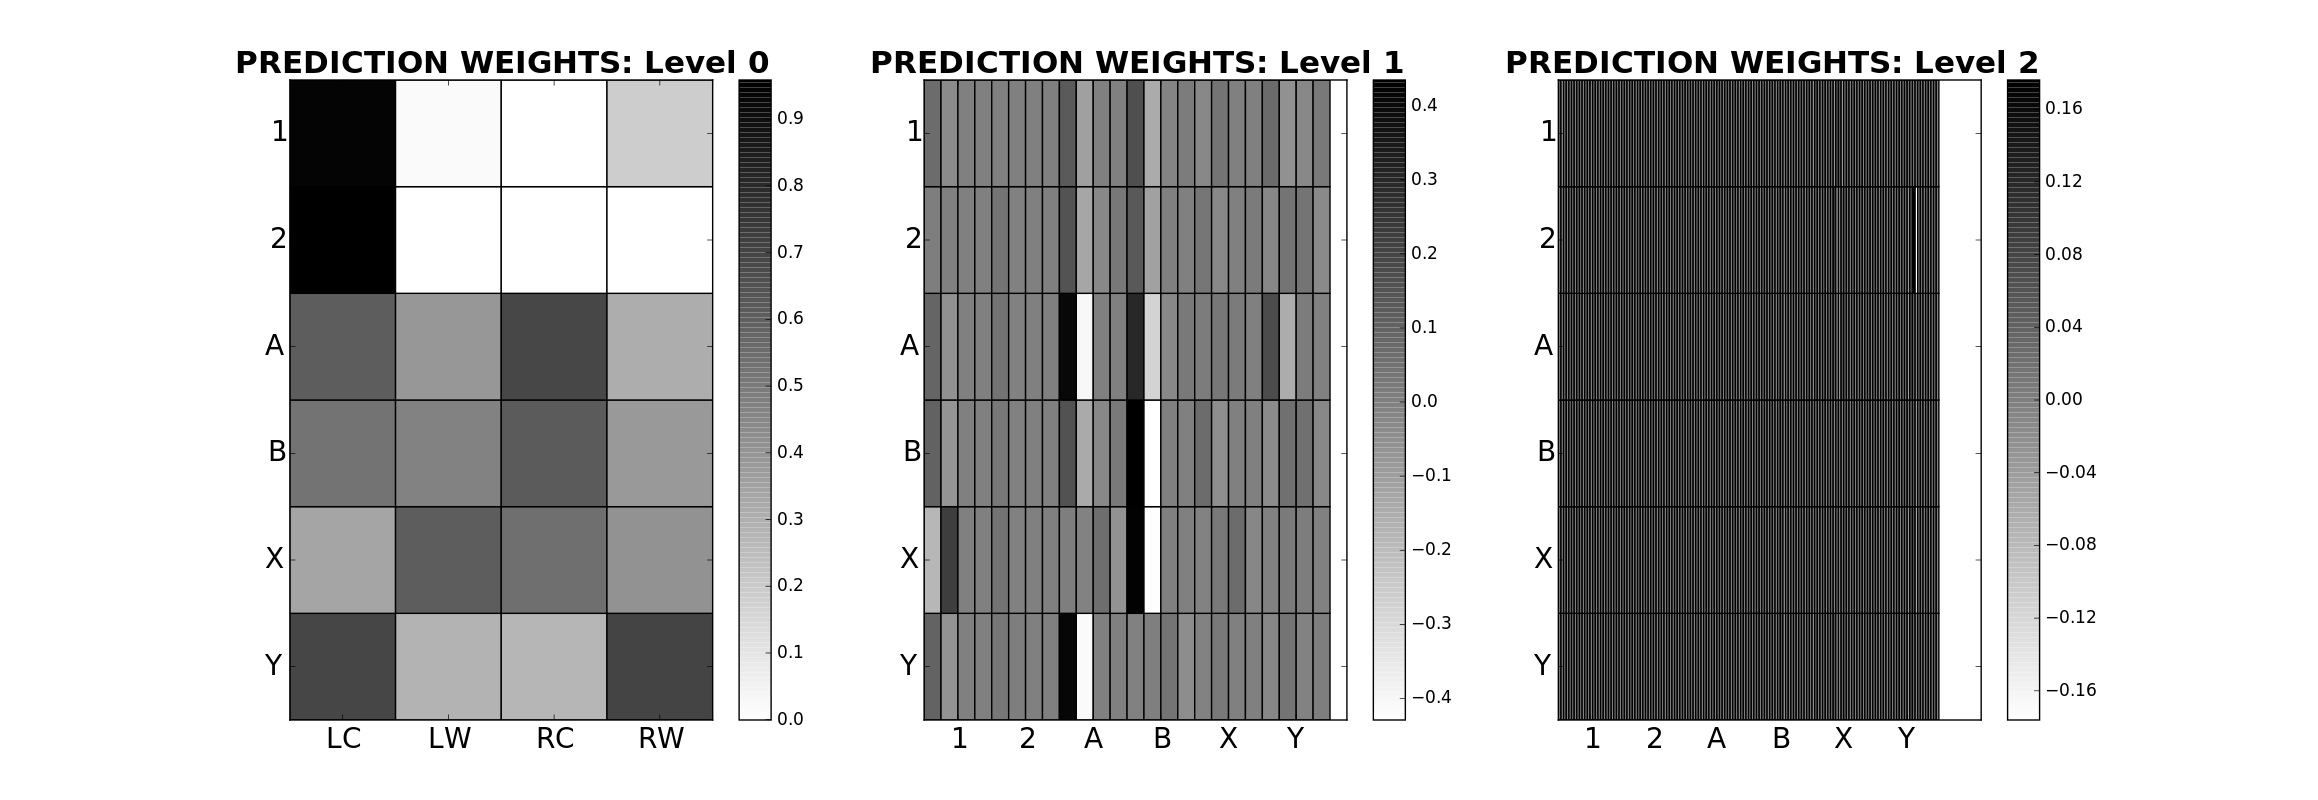 PREDICTION WEIGHTS: Level 0
1
2
A
B
X
Y
LC LW RC RW
0.9
0.8
0.7
0.6
0.5
0.4
0.3
0.2
0.1
0.0
PREDICTION WEIGHTS: Level 1
1
2
A
B
X
Y
1 2 A B X Y
0.4
0.3
0.2
0.1
0.0
−0.1
−0.2
−0.3
−0.4
PREDICTION WEIGHTS: Level 2
1
2
A
B
X
Y
1 2 A B X Y
0.16
0.12
0.08
0.04
0.00
−0.04
−0.08
−0.12
−0.16